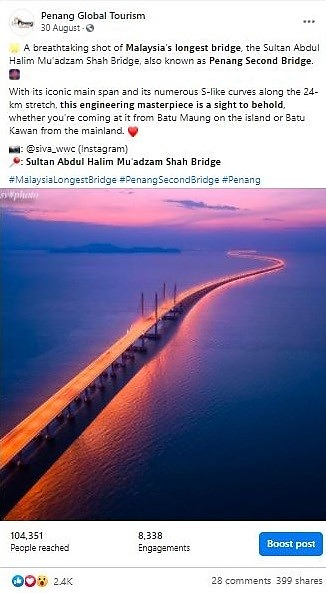 Penang Global Tourism
30 August ·
A breathtaking shot of Malaysia's longest bridge, the Sultan Abdul
Halim Mu'adzam Shah Bridge, also known as Penang Second Bridge.
With its iconic main span and its numerous S-like curves along the 24-
km stretch, this engineering masterpiece is a sight to behold,
whether you're coming at it from Batu Maung on the island or Batu
Kawan from the mainland. ❤️
📷: @siva_wwc (Instagram)
📍: Sultan Abdul Halim Mu'adzam Shah Bridge
#MalaysiaLongestBridge #PenangSecondBridge #Penang
104,351 8,338
People reached Engagements
Boost post
2.4K 28 comments 399 shares